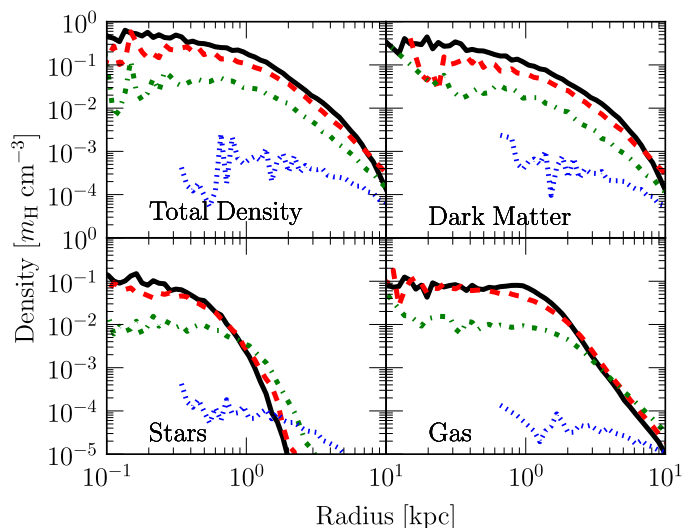 10^0
10^-1
10^-2
10^-3
10^-4
Total Density
Dark Matter
Density [m_H cm^-3]
10^0
10^-1
10^-2
10^-3
10^-4
10^-5
Stars
Gas
10^-1
10^0
10^1
10^0
10^1
Radius [kpc]